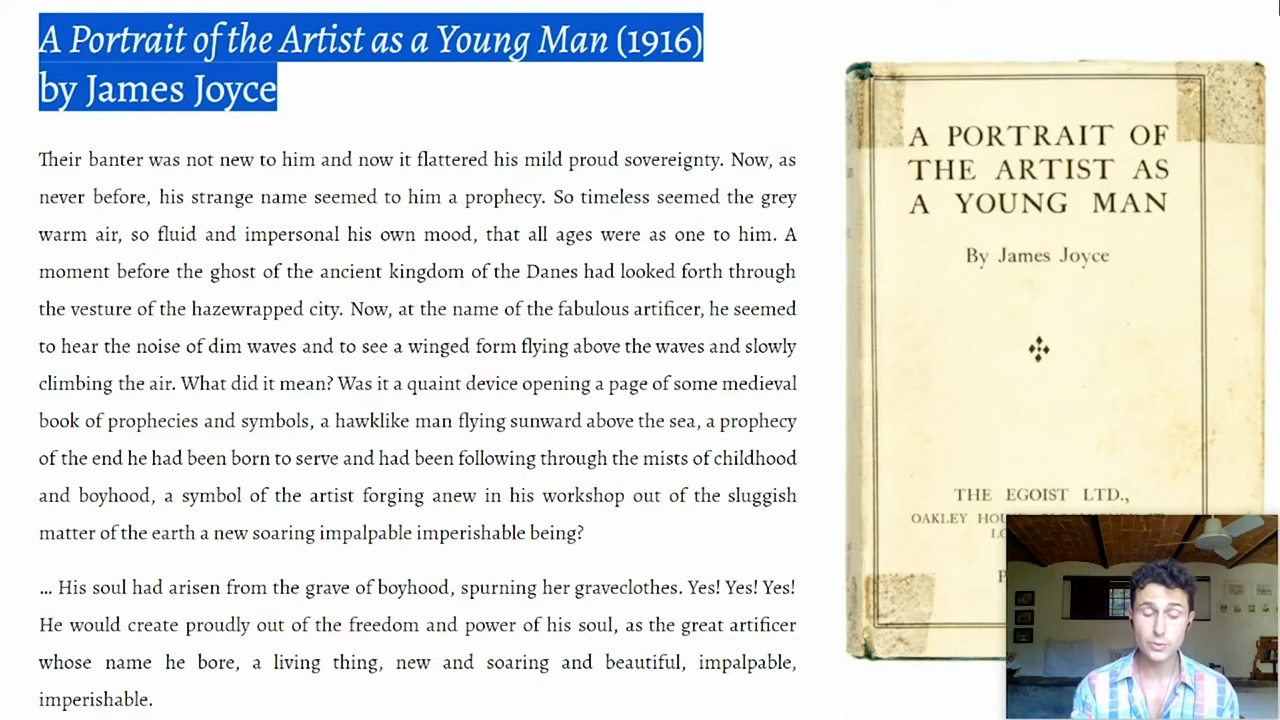 A Portrait of the Artist as a Young Man (1916)
by James Joyce
Their banter was not new to him and now it flattered his mild proud sovereignty. Now, as
never before, his strange name seemed to him a prophecy. So timeless seemed the grey
warm air, so fluid and impersonal his own mood, that all ages were as one to him. A
moment before the ghost of the ancient kingdom of the Danes had looked forth through
the vesture of the hazewrapped city. Now, at the name of the fabulous artificer, he seemed
to hear the noise of dim waves and to see a winged form flying above the waves and slowly
climbing the air. What did it mean? Was it a quaint device opening a page of some medieval
book of prophecies and symbols, a hawklike man flying sunward above the sea, a prophecy
of the end he had been born to serve and had been following through the mists of childhood
and boyhood, a symbol of the artist forging anew in his workshop out of the sluggish
matter of the earth a new soaring impalpable imperishable being?
... His soul had arisen from the grave of boyhood, spurning her graveclothes. Yes! Yes! Yes!
He would create proudly out of the freedom and power of his soul, as the great artificer
whose name he bore, a living thing, new and soaring and beautiful, impalpable,
imperishable.
A PORTRAIT OF
THE ARTIST AS
A YOUNG MAN
By James Joyce
THE EGOIST LTD.,
OAKLEY